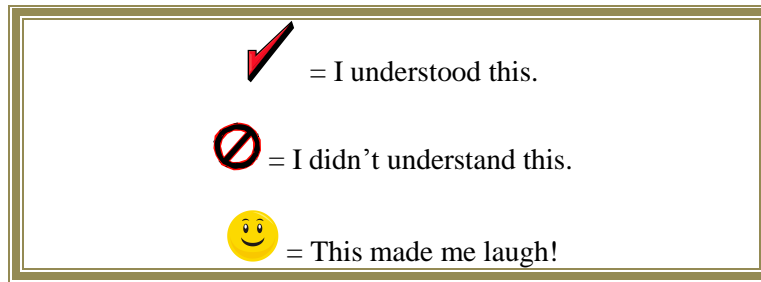 = I understood this.
= I didn’t understand this.
= This made me laugh!